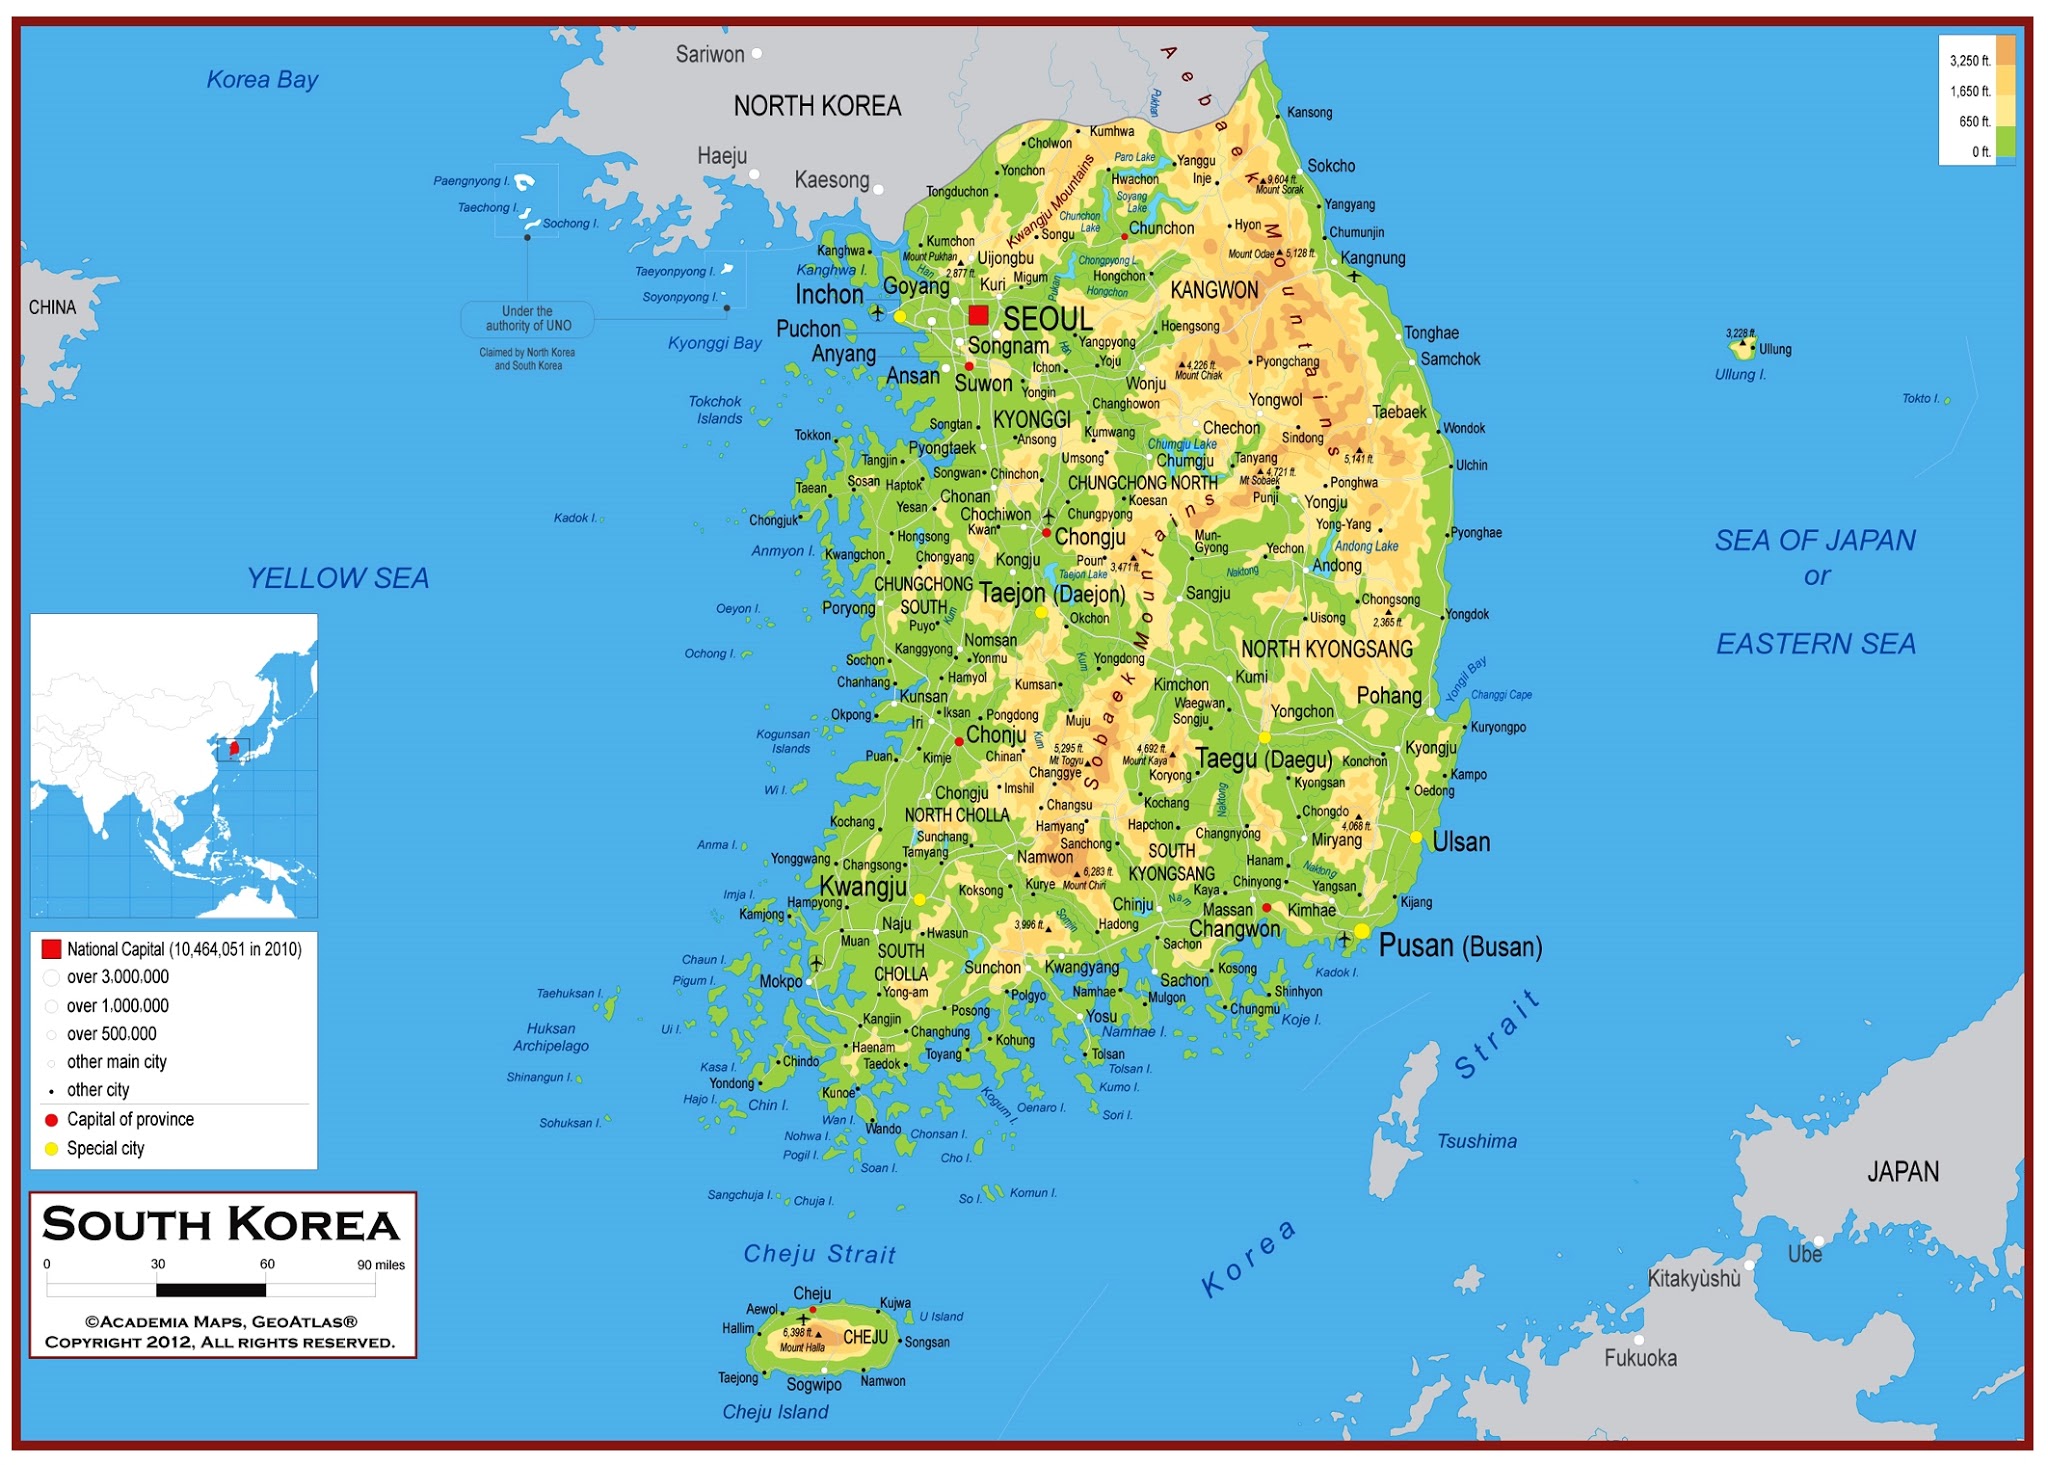 Korea Bay
Sariwon
NORTH KOREA
Haeju
Kaesong
Aebaek Mountains
3,250 ft.
1,650 ft.
650 ft.
0 ft.
Kansong
Pukhan
Kumhwa
Cholwon
Paro Lake
Yanggu
Sokcho
Yonchon
Kwangju Mountains
Hwachon
Inje
9,604 ft.
Mount Sorak
Paengnyong I.
Taechong I.
Sochong I.
Tongduchon
Soyang
Lake
Yangyang
Chunchon
Lake
Chunchon
Hyon
Chumunjin
Songu
Kumchon
Kanghwa
Mount Pukhan
2,877 ft.
Uijongbu
Mount Odae
5,128 ft.
Kangnung
Chongpyong L.
Kanghwa I.
Han
Migum
Hongchon
Taeyonpyong I.
Soyonpyong I.
Goyang
Kuri
Pukan
Hongchon
KANGWON
Inchon
CHINA
Under the
authority of UNO
Claimed by North Korea
and South Korea
SEOUL
Puchon
Hoengsong
Tonghae
3,228 ft.
Ullung
Ullung I.
Kyonggi Bay
Songnam
Han
Yangpyong
Anyang
Samchok
Ichon
Yoju
4,226 ft.
Mount Chiak
Pyongchang
Ansan
Suwon
Yongin
Wonju
Tokto I.
Tokchok
Islands
Changhowon
Yongwol
Taebaek
Songtan
KYONGGI
Tokkon
Ansong
Kumwang
Chechon
Sindong
Wondok
Pyongtaek
Chumgju Lake
Umsong
Chumgju
Tanyang
5,141 ft.
Ulchin
Tangjin
Songwan
Chinchon
4,721 ft.
Mt Sobaek
Taean
Sosan
Haptok
CHUNGCHONG NORTH
Ponghwa
Chonan
Koesan
Punji
Yongju
Yesan
Chochiwon
Chungpyong
Sobaek Mountains
Kadok I.
Chongjuk
Kwan
Yong-Yang
Hongsong
Chongju
Mun-
Gyong
Pyonghae
SEA OF JAPAN
or
EASTERN SEA
Anmyon I.
Kwangchon
Chongyang
Kongju
Poun
3,471 ft.
Yechon
Andong Lake
Andong
Naktong
YELLOW SEA
CHUNGCHONG
SOUTH
Taejon Lake
Taejon (Daejon)
Sangju
Chongsong
2,365 ft.
Oeyon I.
Poryong
Puyo
Kum
Okchon
Uisong
Yongdok
Nomsan
Ochong I.
Sochon
Kanggyong
Yonmu
Kum
Yongdong
NORTH KYONGSANG
Chanhang
Hamyol
Kumsan
Kimchon
Kumi
Yongil Bay
Changgi Cape
Kunsan
Waegwan
Pohang
Okpong
Iri
Iksan
Pongdong
Muju
Songju
Yongchon
Kuryongpo
Kogunsan
Islands
Chonju
Kum
Puan
Kimje
Chinan
5,295 ft.
Mt Togyu
4,692 ft.
Mount Kaya
Taegu (Daegu)
Konchon
Kyongju
Changgye
Koryong
Kampo
Wi I.
Chongju
Imshil
Kyongsan
Oedong
Changsu
Kochang
Naktong
NORTH CHOLLA
Chongdo
4,068 ft.
Kochang
Hamyang
Hapchon
Changnyong
Ulsan
Sunchang
Sanchong
SOUTH
KYONGSANG
Miryang
Anma I.
Yonggwang
Changsong
Tamyang
Namwon
Hanam
Naktong
6,283 ft.
Mount Chiri
Kwangju
Koksong
Kurye
Kaya
Chinyong
Yangsan
Imja I.
Hampyong
Kamjong
Chinju
Nam
Massan
Kimhae
Kijang
Naju
Hwasun
3,996 ft.
Somjin
Hadong
Changwon
Muan
Sachon
Pusan (Busan)
SOUTH
CHOLLA
Chaun I.
Sunchon
Kwangyang
Kosong
Kadok I.
Pigum I.
Mokpo
Sachon
Taehuksan I.
Yong-am
Polgyo
Namhae
Mulgon
Shinhyon
Posong
Chungmu
Koje I.
Kangjin
Yosu
Ui I.
Huksan
Archipelago
Changhung
Namhae I.
Kohung
Haenam
Toyang
Tolsan
Kasa I.
Chindo
Taedok
Tolsan I.
Shinangun I.
Yondong
Kunoe
Kumo I.
Hajo I.
Chin I.
Kogum I.
Oenaro I.
Sori I.
Sohuksan I.
Wan I.
Wando
Nohwa I.
Chonsan I.
Pogil I.
Cho I.
Soan I.
Sangchuja I.
Chuja I.
So I.
Komun I.
Korea Strait
Tsushima
JAPAN
Ube
Kitakyùshù
Fukuoka
Cheju Strait
Cheju
Aewol
Kujwa
U Island
Hallim
6,398 ft.
Mount Halla
CHEJU
Songsan
Taejong
Sogwipo
Namwon
Cheju Island
National Capital (10,464,051 in 2010)
over 3,000,000
over 1,000,000
over 500,000
other main city
other city
Capital of province
Special city
SOUTH KOREA
0 30 60 90 miles
©ACADEMIA MAPS, GEOATLAS®
COPYRIGHT 2012, ALL RIGHTS RESERVED.